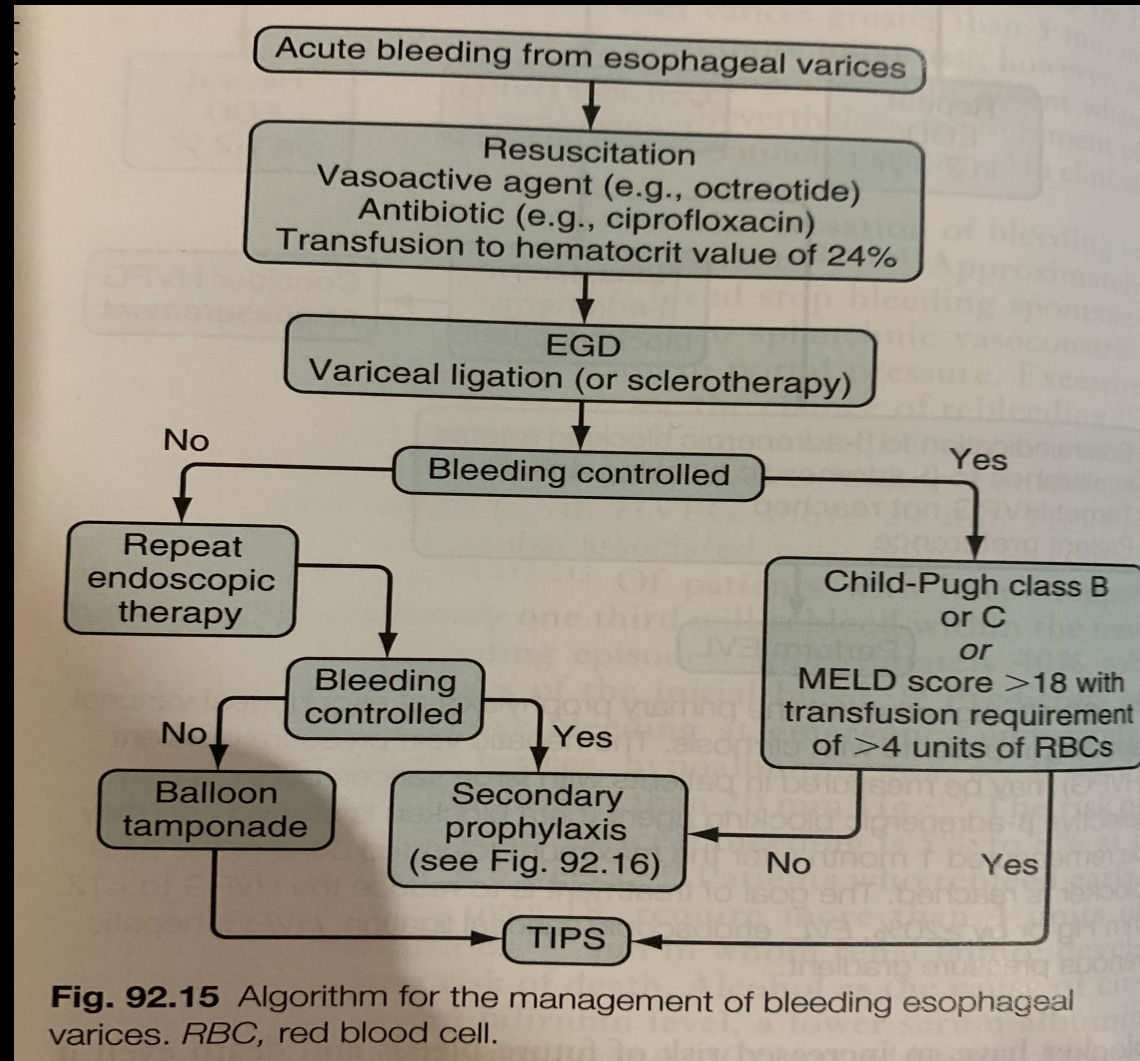 Acute bleeding from esophageal varices
Resuscitation
Vasoactive agent (e.g., octreotide)
Antibiotic (e.g., ciprofloxacin)
Transfusion to hematocrit value of 24%
EGD
Variceal ligation (or sclerotherapy)
No
Bleeding controlled
Yes
Repeat
endoscopic
therapy
Child-Pugh class B
or C
or
MELD score >18 with
transfusion requirement
of >4 units of RBCs
Bleeding
controlled
No
Yes
Balloon
tamponade
Secondary
prophylaxis
(see Fig. 92.16)
No
Yes
TIPS
Fig. 92.15 Algorithm for the management of bleeding esophageal
varices. RBC, red blood cell.